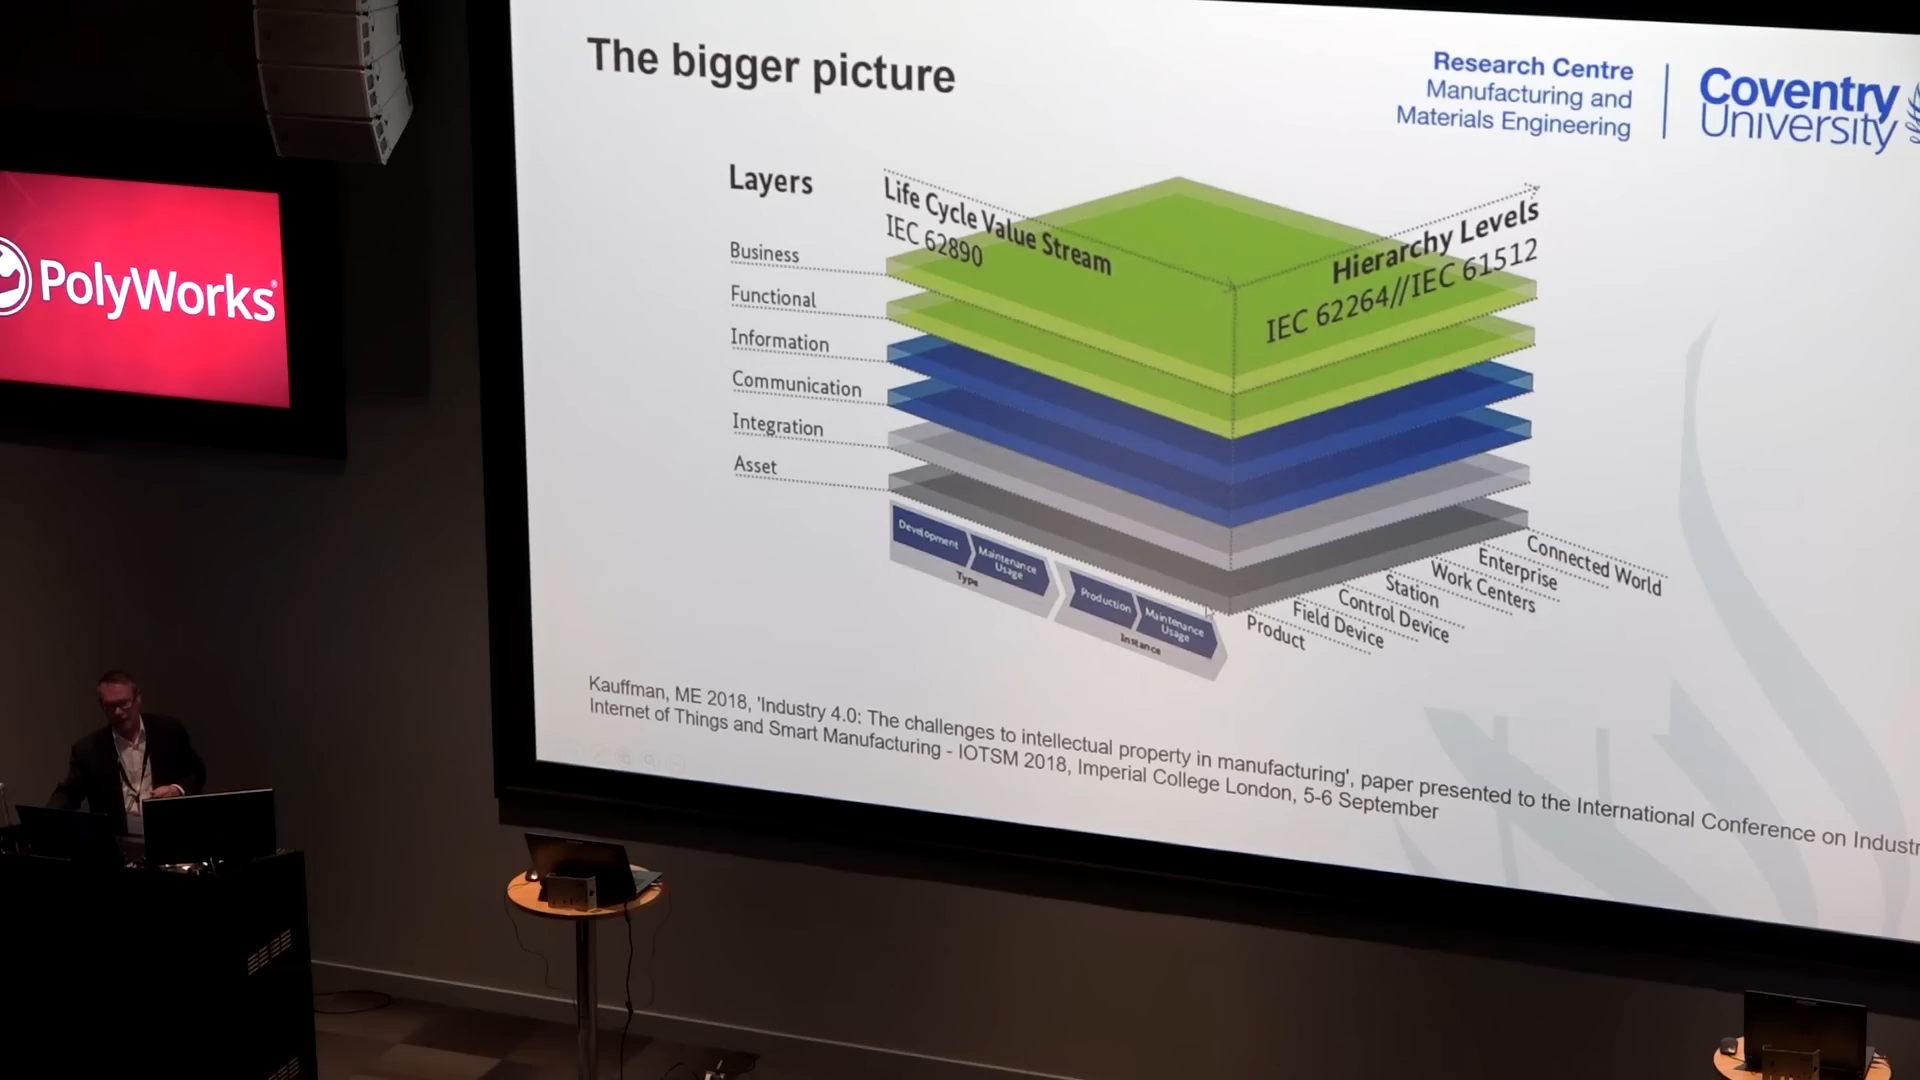 The bigger picture
Research Centre
Manufacturing and
Materials Engineering
Coventry
University
PolyWorks®
Layers
Life Cycle Value Stream
IEC 62890
Hierarchy Levels
IEC 62264//IEC 61512
Business
Functional
Information
Communication
Integration
Asset
Development
Maintenance
Usage
Type
Production
Maintenance
Usage
Instance
Product
Field Device
Control Device
Station
Work Centers
Enterprise
Connected World
Kauffman, ME 2018, 'Industry 4.0: The challenges to intellectual property in manufacturing', paper presented to the International Conference on Industr
Internet of Things and Smart Manufacturing - IOTSM 2018, Imperial College London, 5-6 September